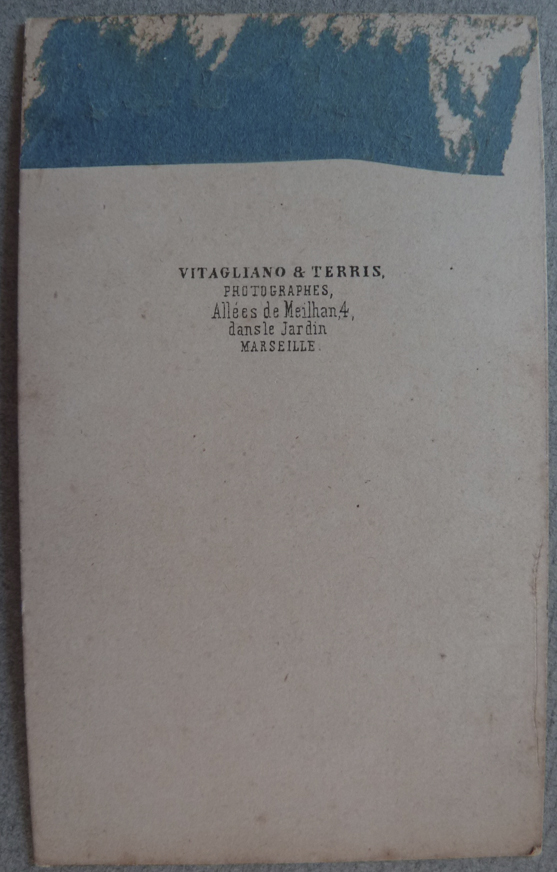 VITAGLIANO & TERRIS,
PHOTOGRAPHES,
Allées de Meilhan,4,
dans le Jardin
MARSEILLE.